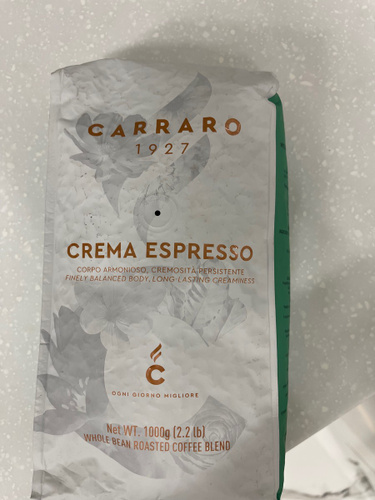 CARRARO
1927
CREMA ESPRESSO
CORPO ARMONIOSO, CREMOSITÀ PERSISTENTE
FINELY BALANCED BODY, LONG-LASTING CREAMINESS
C
OGNI GIORNO MIGLIORE
Net WT. 1000g (2.2 lb)
WHOLE BEAN ROASTED COFFEE BLEND